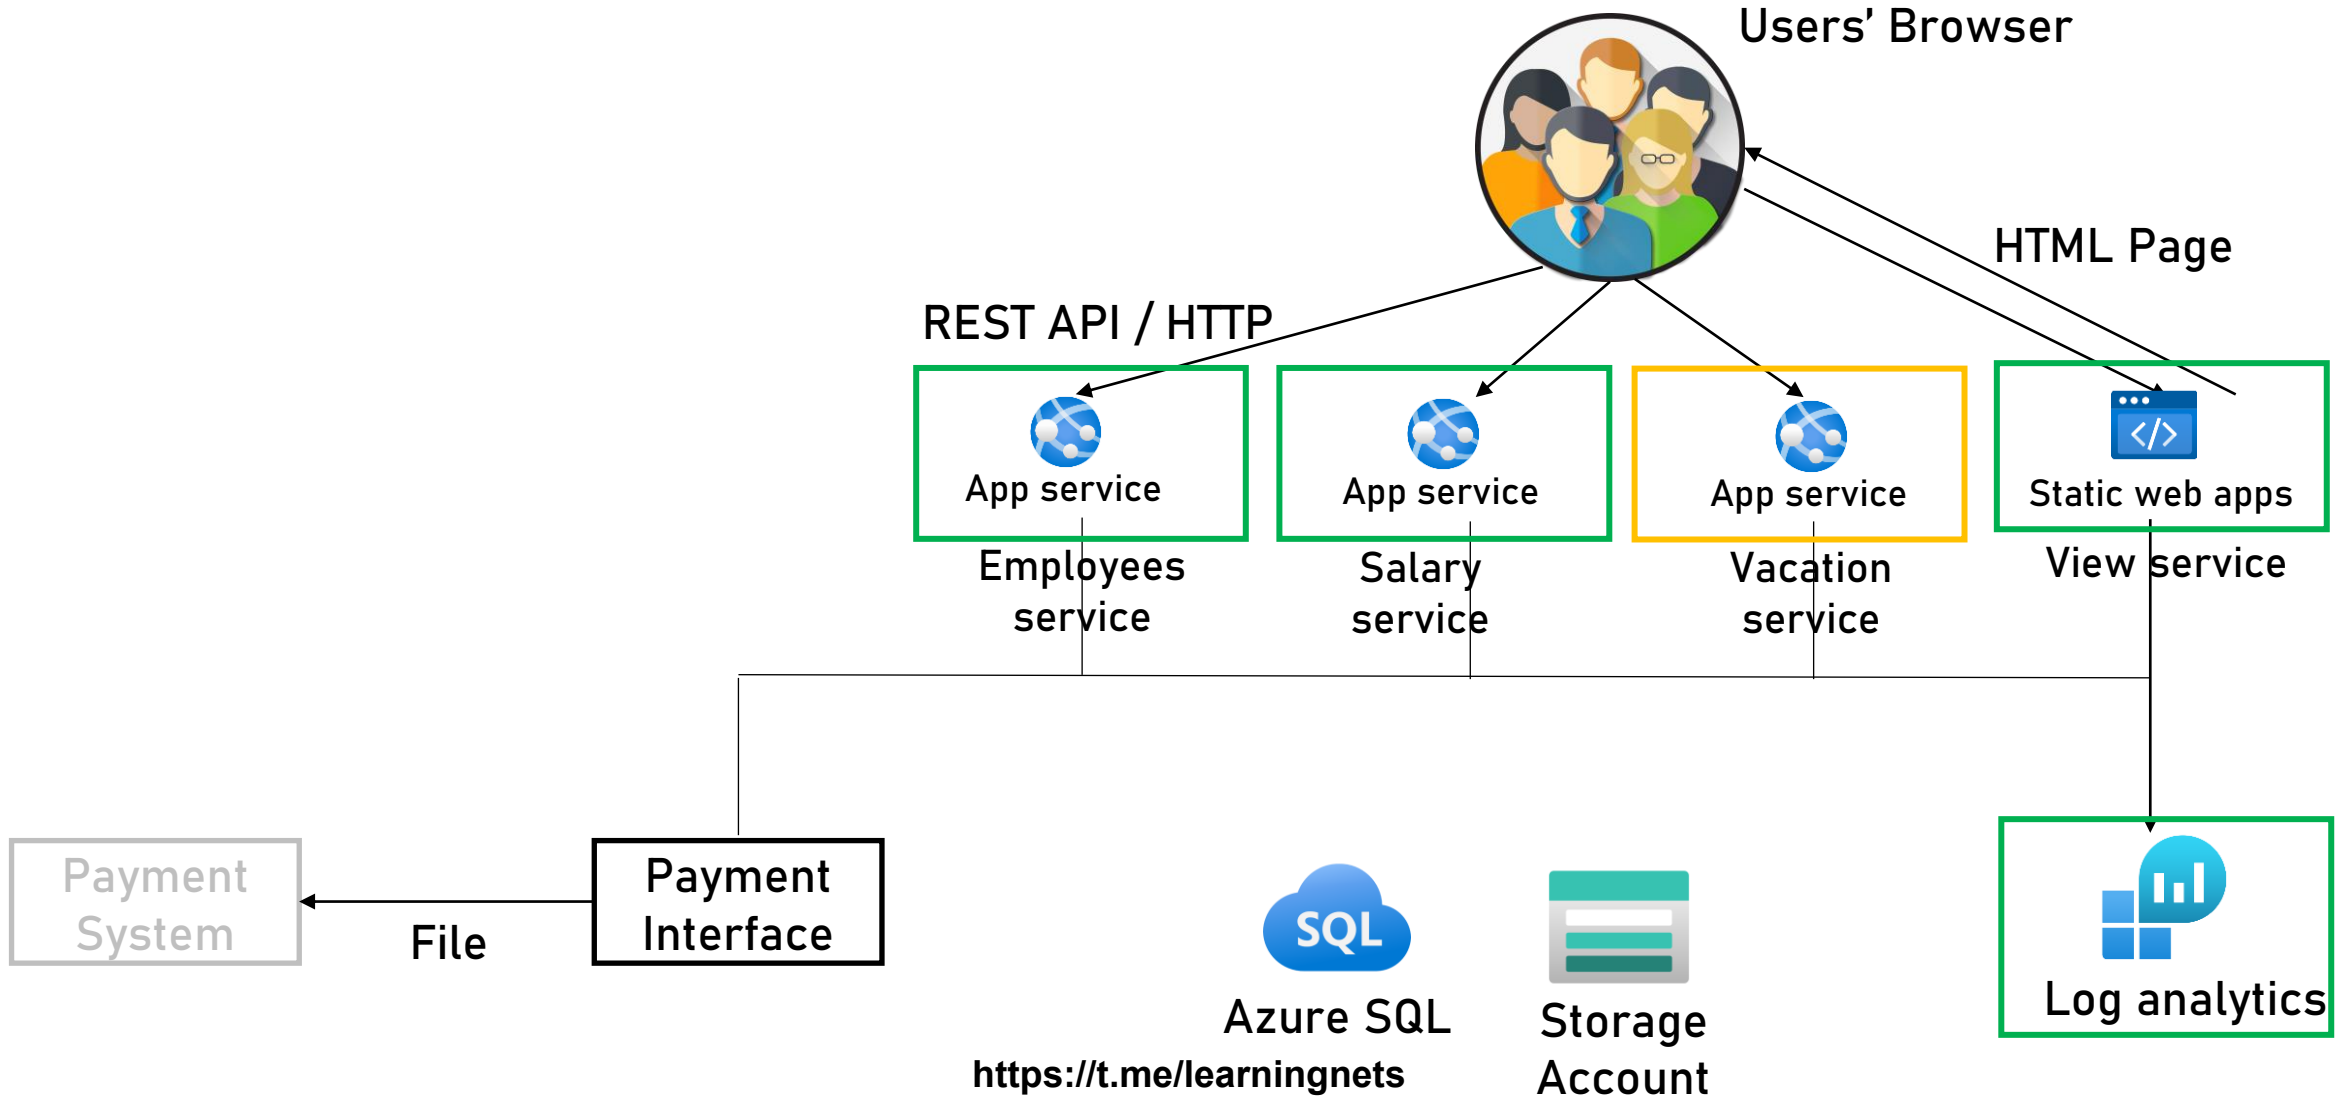 Users’ Browser
HTML Page
REST API / HTTP
App service
App service
App service
Static web apps
Employees
service
Salary
service
Vacation
service
View service
Payment
System
File
Payment
Interface
SQL
Azure SQL
Storage
Account
Log analytics
https://t.me/learningnets